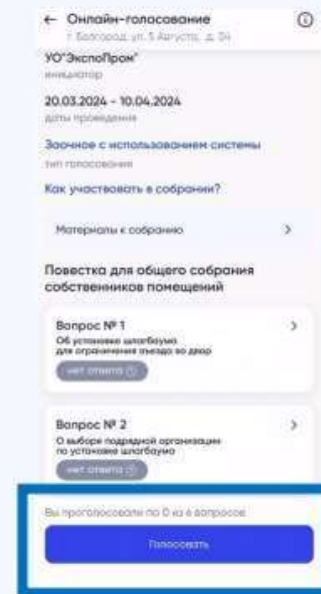 ← Онлайн-голосование
г. Белгород, ул. 5 Августа, д. 34
УО"ЭкспоПром"
инициатор
20.03.2024 - 10.04.2024
даты проведения
Заочное с использованием системы
тип голосования
Как участвовать в собрании?
Материалы к собранию
Повестка для общего собрания
собственников помещений
Вопрос № 1
Об установке шлагбаума
для ограничения въезда во двор
нет ответа
Вопрос № 2
О выборе подрядной организации
по установке шлагбаума
нет ответа
Вы проголосовали по 0 из 6 вопросов
Голосовать